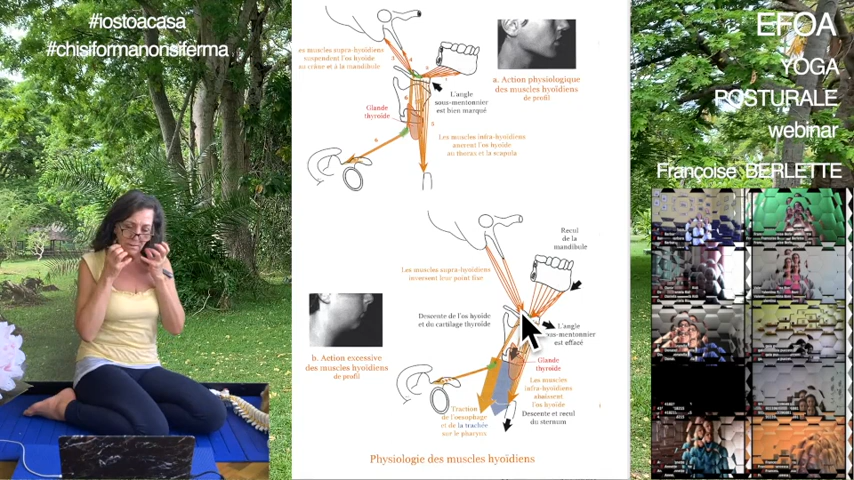 #iostoacasa
#chisiformanonsiferma
Les muscles supra-hyoïdiens
suspendent l'os hyoïde
au crâne et à la mandibule
a. Action physiologique
des muscles hyoïdiens
de profil
L'angle
sous-mentonnier
est bien marqué
Glande
thyroïde
Les muscles infra-hyoïdiens
ancrent l'os hyoïde
au thorax et la scapula
Recul
de la
mandibule
Les muscles supra-hyoïdiens
inversent leur point fixe
Descente de l'os hyoïde
et du cartilage thyroïde
L'angle
sous-mentonnier
est effacé
b. Action excessive
des muscles hyoïdiens
de profil
Glande
thyroïde
Les muscles
infra-hyoïdiens
abaissent
l'os hyoïde
Traction
de l'œsophage
et de la trachée
sur le pharynx
Descente et recul
du sternum
Physiologie des muscles hyoïdiens
EFOA
YOGA
POSTURALE
webinar
Françoise BERLETTE